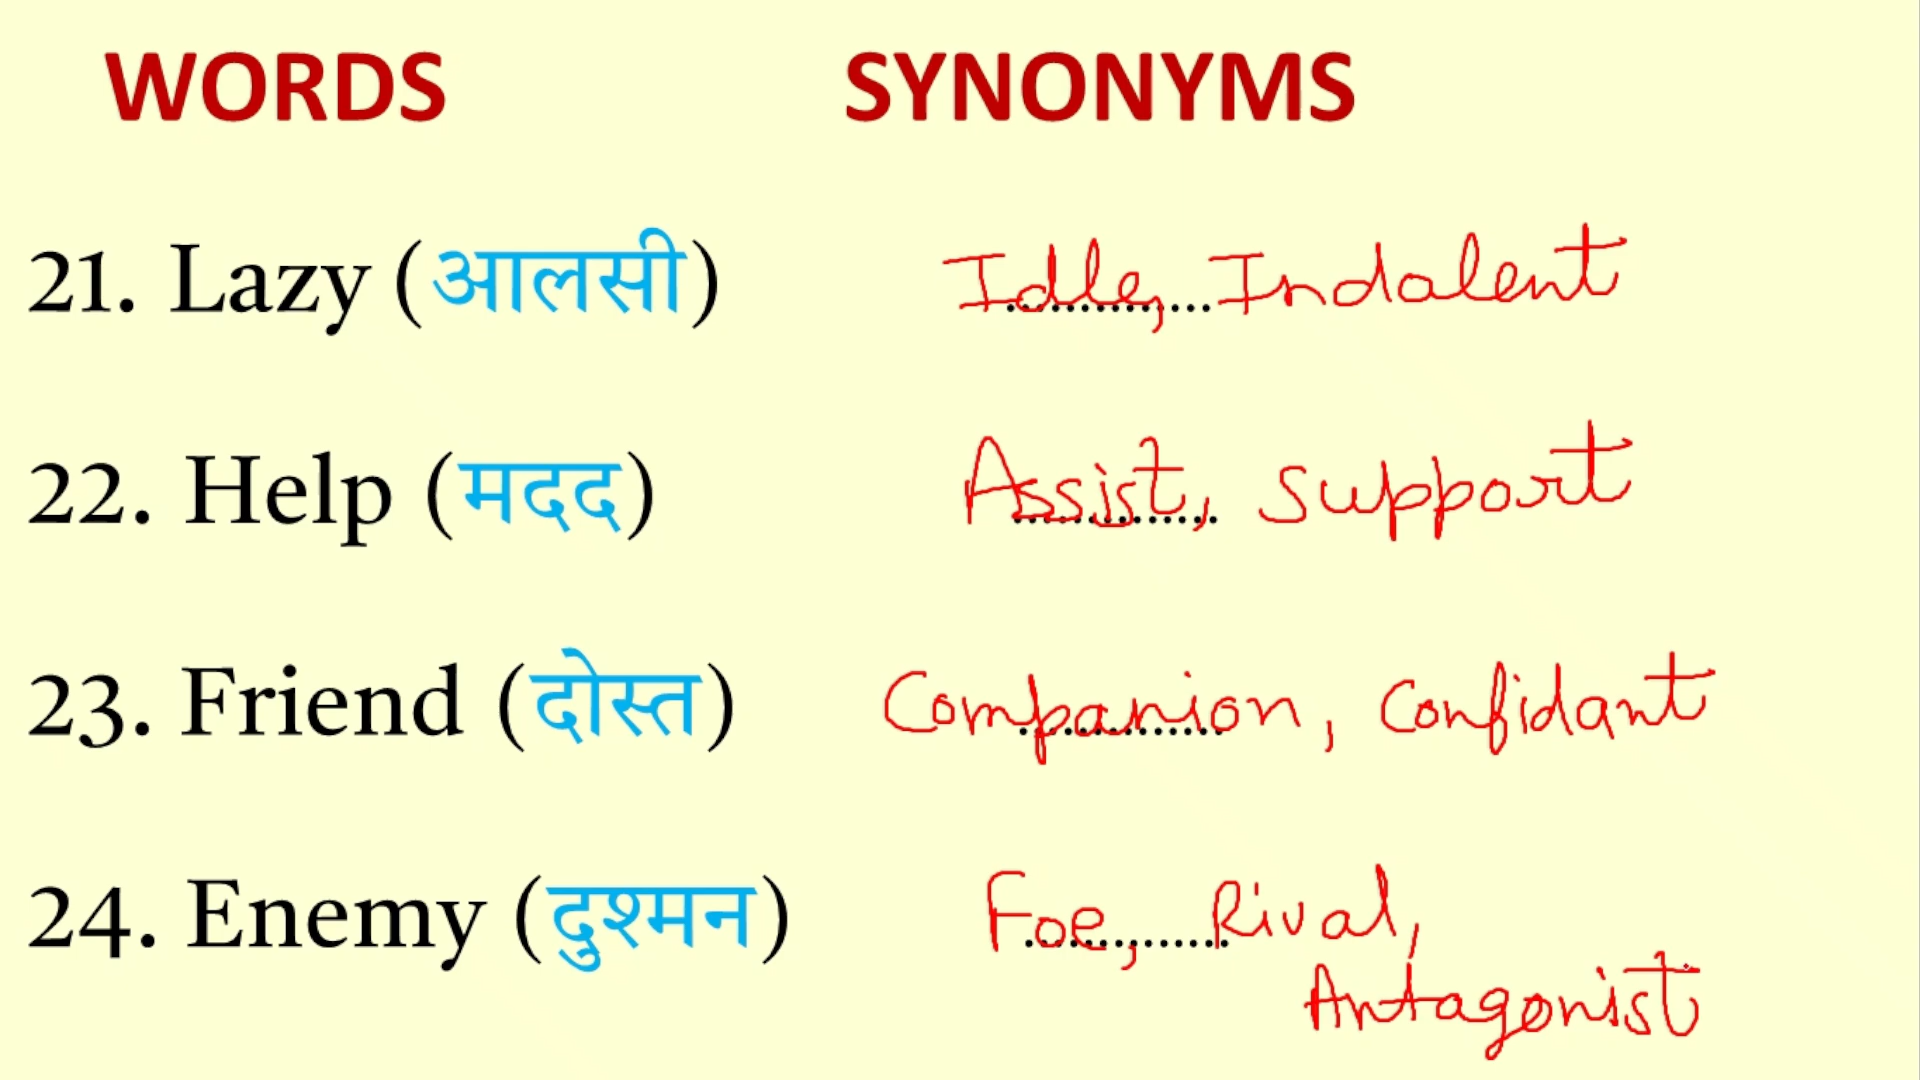 WORDS SYNONYMS
21. Lazy (आलसी) Idle, Indolent
22. Help (मदद) Assist, Support
23. Friend (दोस्त) Companion, Confidant
24. Enemy (दुश्मन) Foe, Rival,
Antagonist